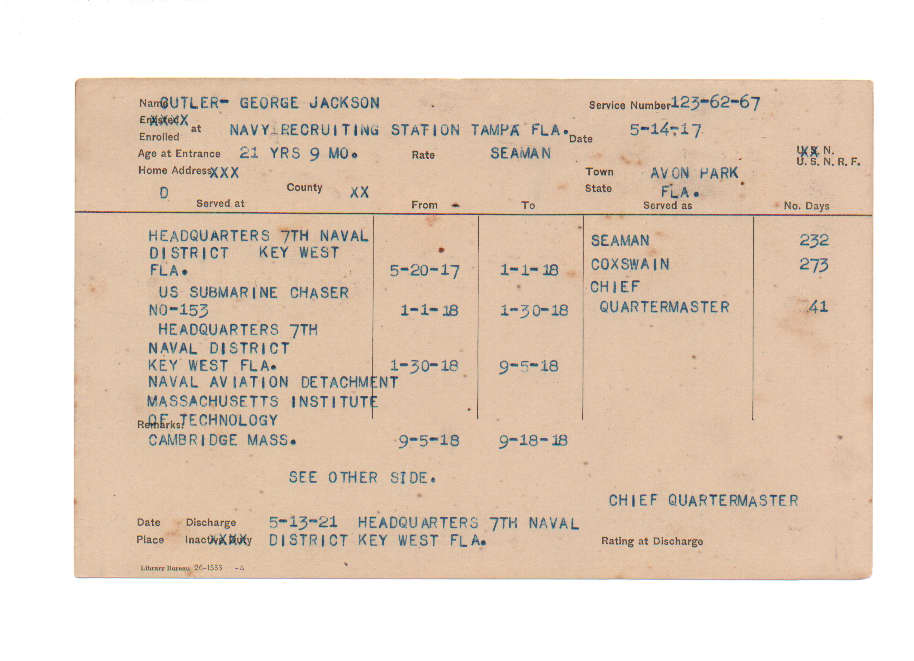 Name CUTLER- GEORGE JACKSON Service Number 123-62-67
Enlisted XXXX
Enrolled at NAVY RECRUITING STATION TAMPA FLA. Date 5-14-17
Age at Entrance 21 YRS 9 MO. Rate SEAMAN U.S.N. XX
U.S.N.R.F.
Home Address XXX Town AVON PARK
D County XX State FLA.
Served at From To Served as No. Days
HEADQUARTERS 7TH NAVAL SEAMAN 232
DISTRICT KEY WEST
FLA. 5-20-17 1-1-18 COXSWAIN 273
US SUBMARINE CHASER CHIEF
NO-153 1-1-18 1-30-18 QUARTERMASTER 41
HEADQUARTERS 7TH
NAVAL DISTRICT
KEY WEST FLA. 1-30-18 9-5-18
NAVAL AVIATION DETACHMENT
MASSACHUSETTS INSTITUTE
Remarks: OF TECHNOLOGY
CAMBRIDGE MASS. 9-5-18 9-18-18
SEE OTHER SIDE.
CHIEF QUARTERMASTER
Date Discharge 5-13-21 HEADQUARTERS 7TH NAVAL
Place Inactive Duty XXXX DISTRICT KEY WEST FLA. Rating at Discharge
Library Bureau 26-1553 -A